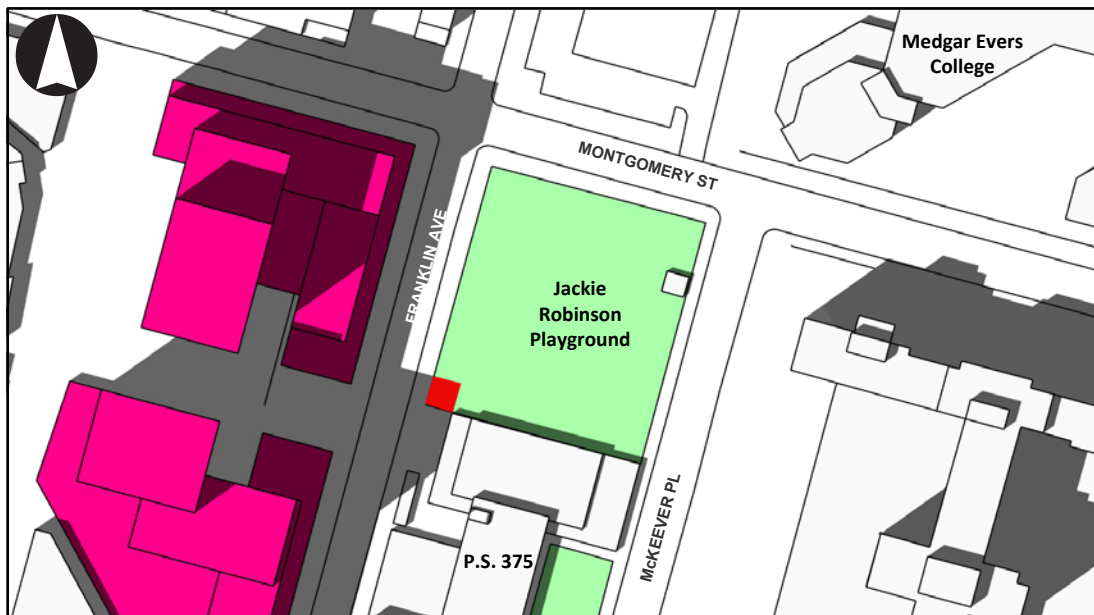 Medgar Evers
College
MONTGOMERY ST
FRANKLIN AVE
Jackie
Robinson
Playground
McKEEVER PL
P.S. 375